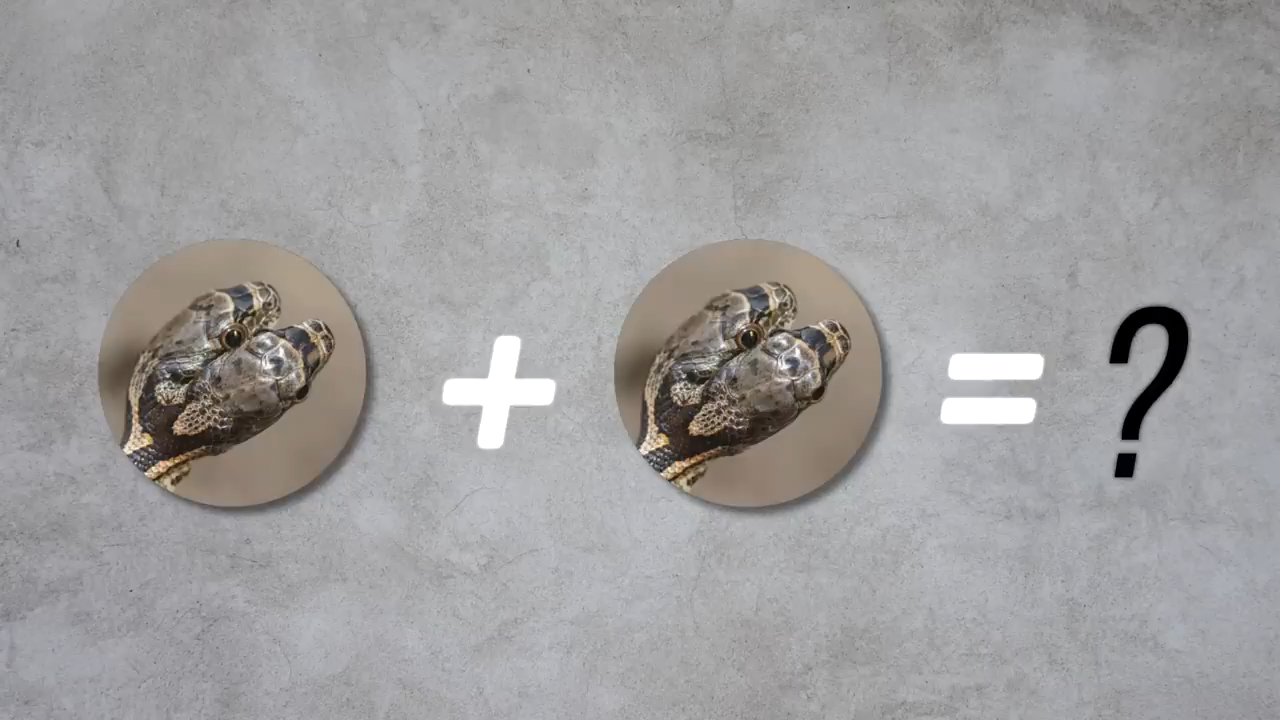 + = ?